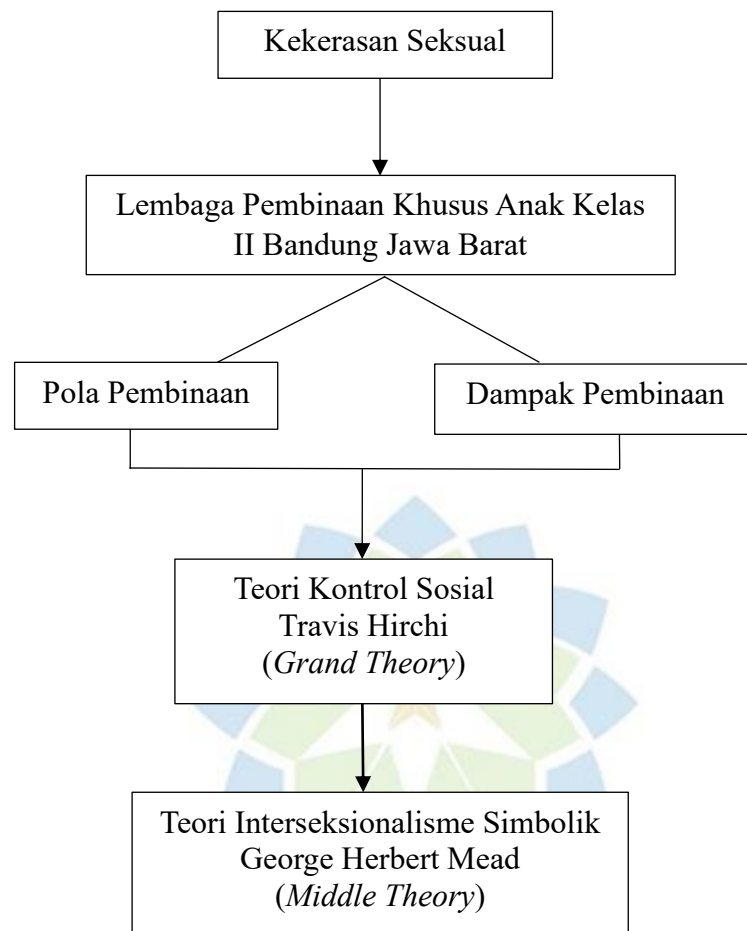 Kekerasan Seksual
Lembaga Pembinaan Khusus Anak Kelas
II Bandung Jawa Barat
Pola Pembinaan
Dampak Pembinaan
Teori Kontrol Sosial
Travis Hirchi
(Grand Theory)
Teori Interseksionalisme Simbolik
George Herbert Mead
(Middle Theory)